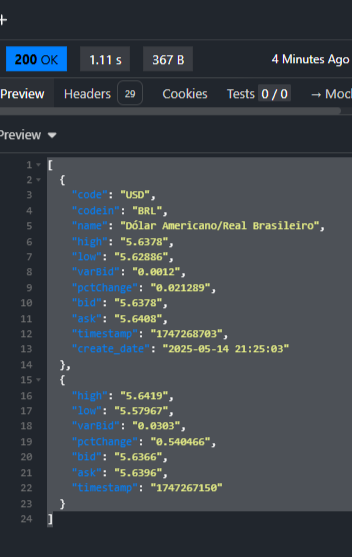 +
200 OK 1.11 s 367 B 4 Minutes Ago
Preview Headers 29 Cookies Tests 0 / 0 → Moc
Preview
1 [
2 {
3 "code": "USD",
4 "codein": "BRL",
5 "name": "Dólar Americano/Real Brasileiro",
6 "high": "5.6378",
7 "low": "5.62886",
8 "varBid": "0.0012",
9 "pctChange": "0.021289",
10 "bid": "5.6378",
11 "ask": "5.6408",
12 "timestamp": "1747268703",
13 "create_date": "2025-05-14 21:25:03"
14 },
15 {
16 "high": "5.6419",
17 "low": "5.57967",
18 "varBid": "0.0303",
19 "pctChange": "0.540466",
20 "bid": "5.6366",
21 "ask": "5.6396",
22 "timestamp": "1747267150"
23 }
24 ]